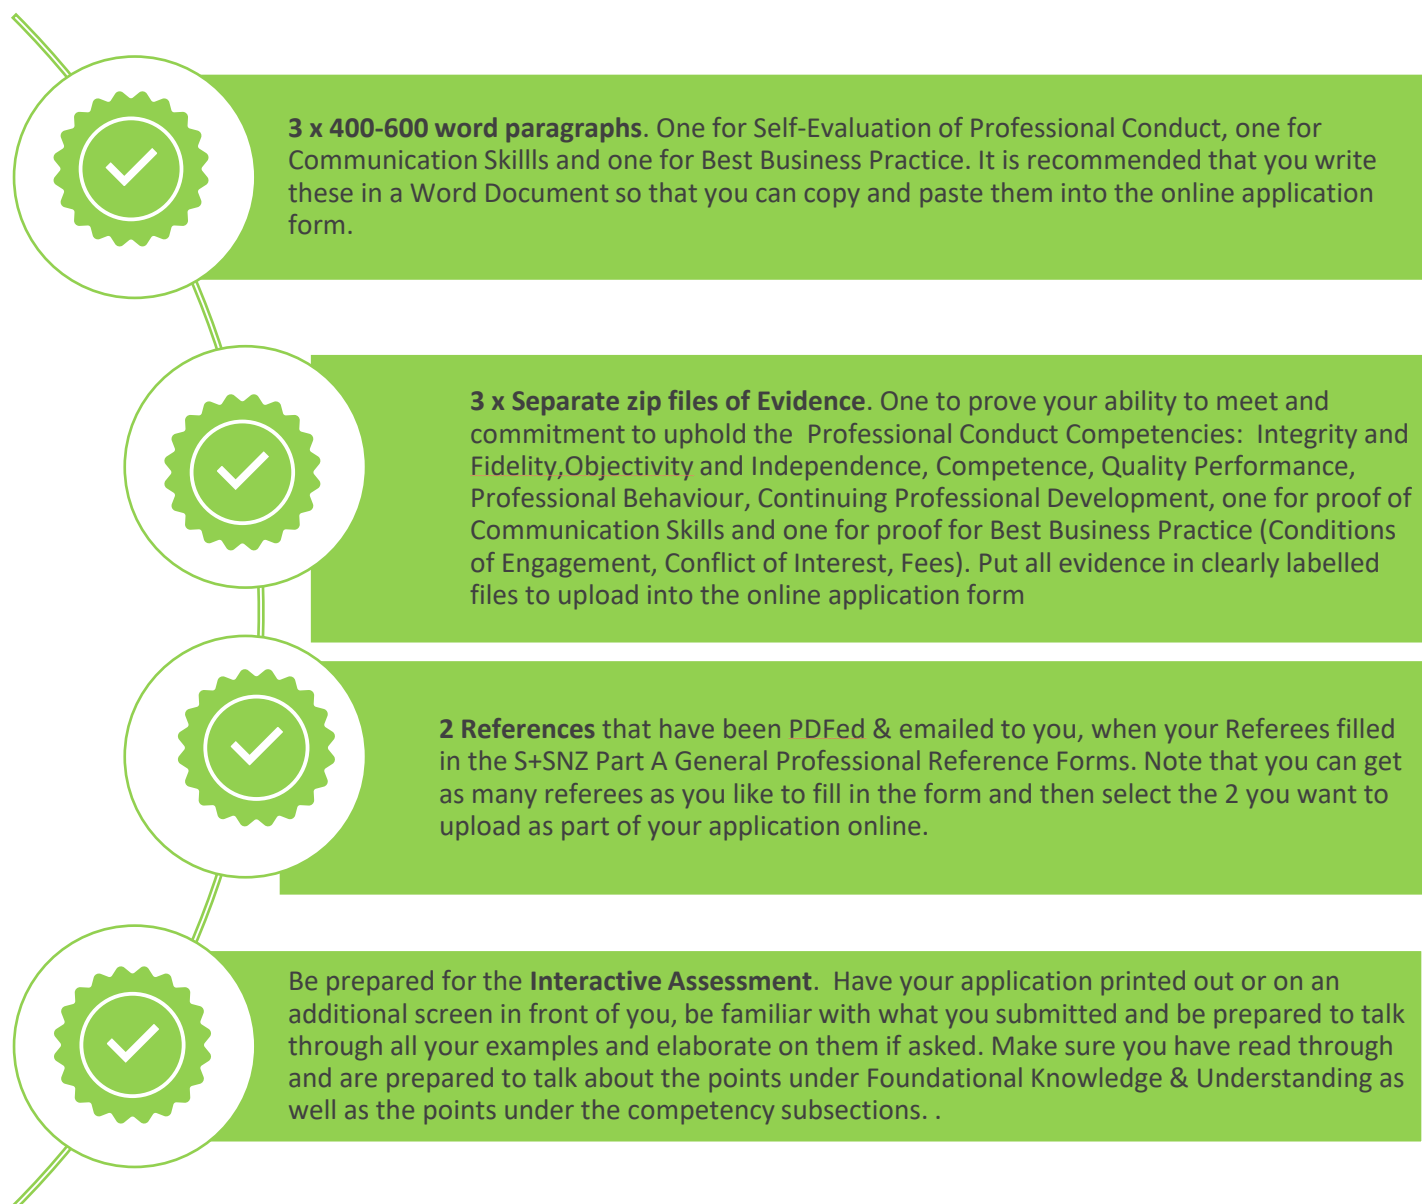 3 x 400-600 word paragraphs. One for Self-Evaluation of Professional Conduct, one for
Communication Skillls and one for Best Business Practice. It is recommended that you write
these in a Word Document so that you can copy and paste them into the online application
form.
3 x Separate zip files of Evidence. One to prove your ability to meet and
commitment to uphold the  Professional Conduct Competencies:  Integrity and
Fidelity,Objectivity and Independence, Competence, Quality Performance,
Professional Behaviour, Continuing Professional Development, one for proof of
Communication Skills and one for proof for Best Business Practice (Conditions
of Engagement, Conflict of Interest, Fees). Put all evidence in clearly labelled
files to upload into the online application form
2 References that have been PDFed & emailed to you, when your Referees filled
in the S+SNZ Part A General Professional Reference Forms. Note that you can get
as many referees as you like to fill in the form and then select the 2 you want to
upload as part of your application online.
Be prepared for the Interactive Assessment.  Have your application printed out or on an
additional screen in front of you, be familiar with what you submitted and be prepared to talk
through all your examples and elaborate on them if asked. Make sure you have read through
and are prepared to talk about the points under Foundational Knowledge & Understanding as
well as the points under the competency subsections. .